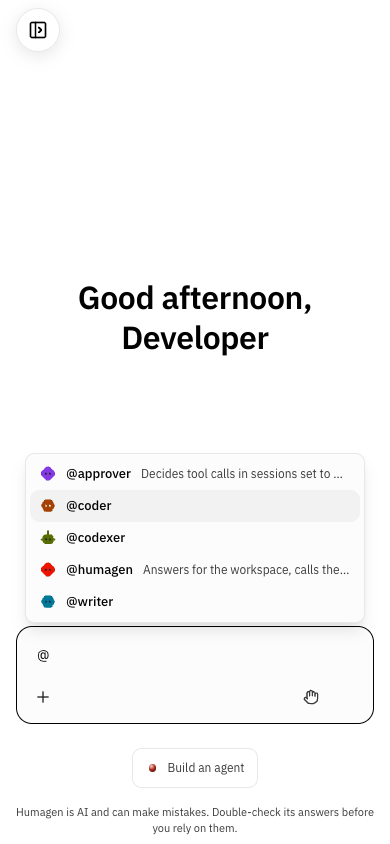 Good afternoon,
Developer
@approver Decides tool calls in sessions set to ...
@coder
@codexer
@humagen Answers for the workspace, calls the...
@writer
@
Build an agent
Humagen is AI and can make mistakes. Double-check its answers before
you rely on them.